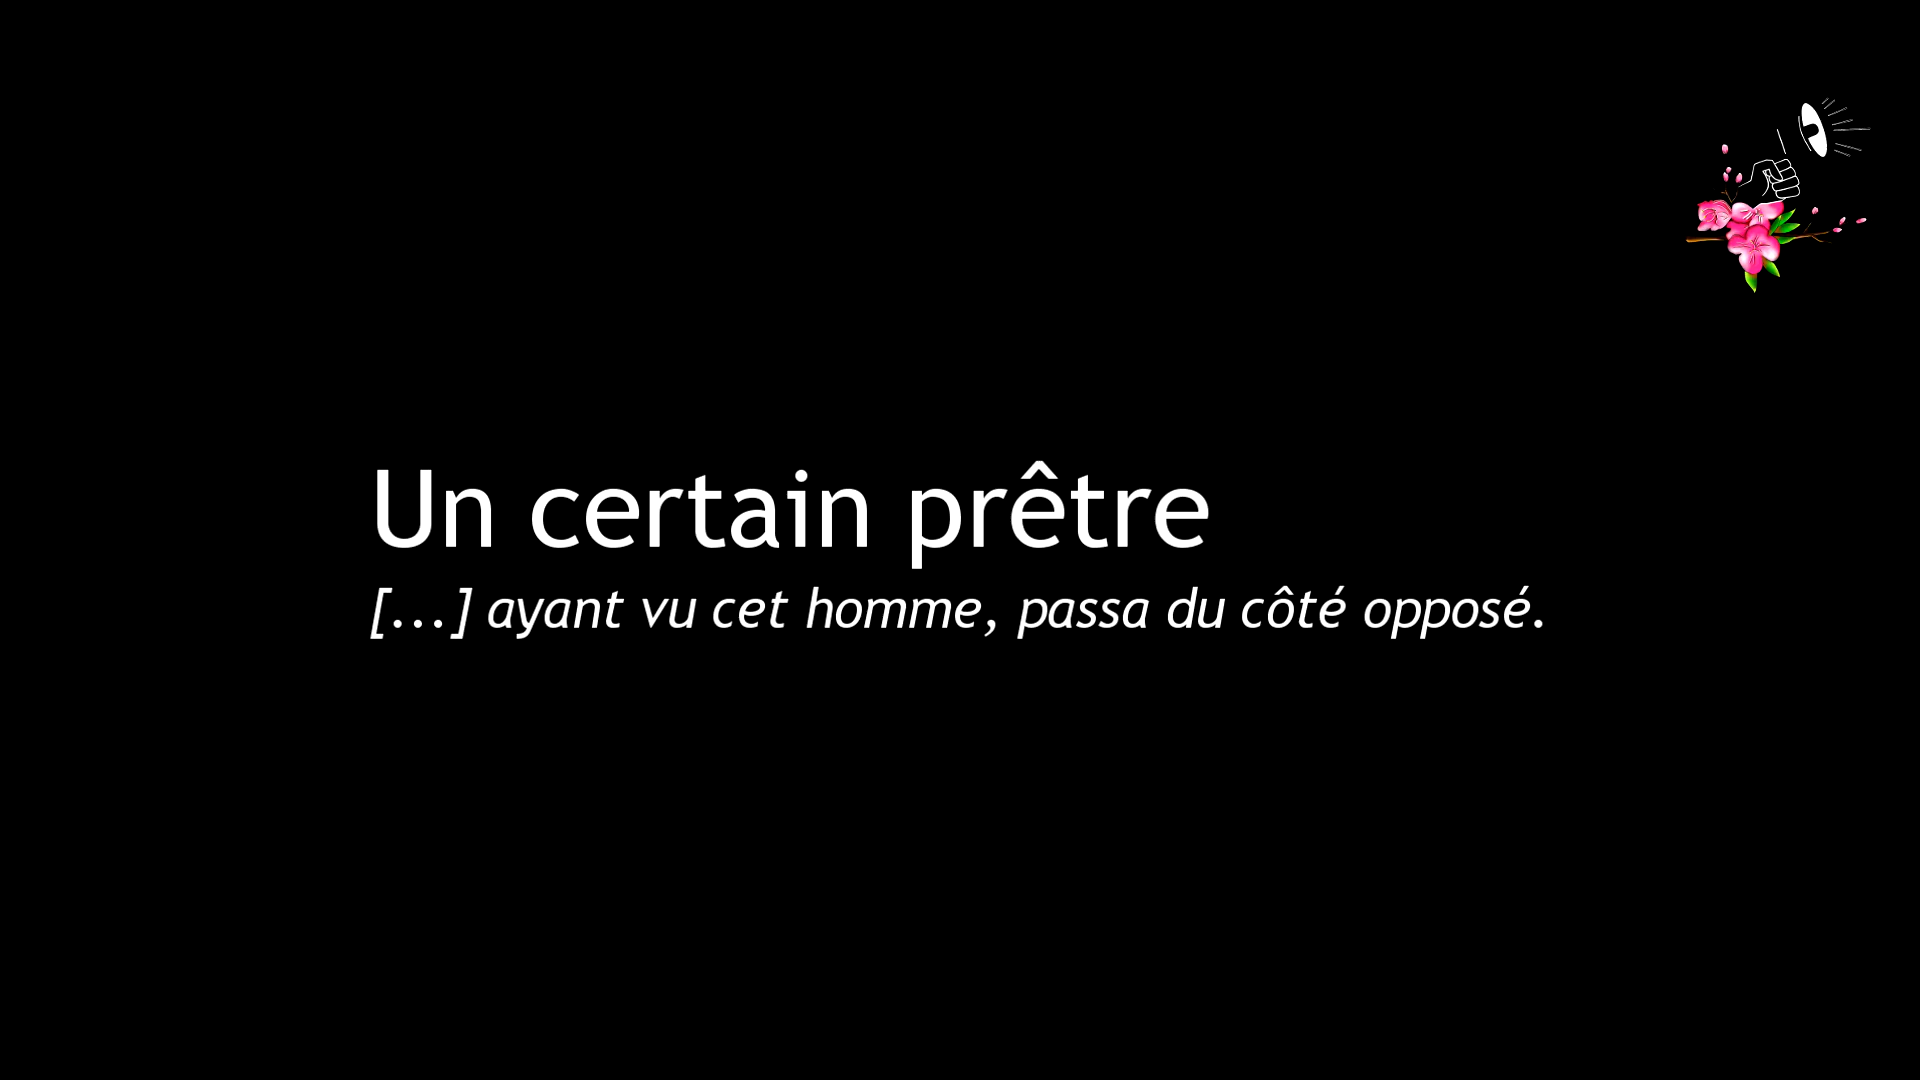 Un certain prêtre
[...] ayant vu cet homme, passa du côté opposé.